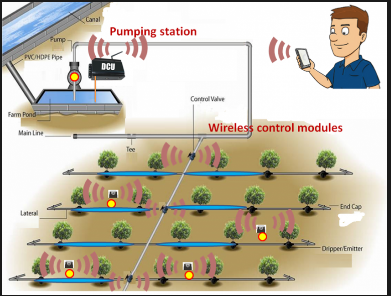 Canal
Pumping station
Pump
PVC/HDPE Pipe
DCU
Farm Pond
Control Valve
Main Line
Wireless control modules
Tee
Lateral
End Cap
Dripper/Emitter